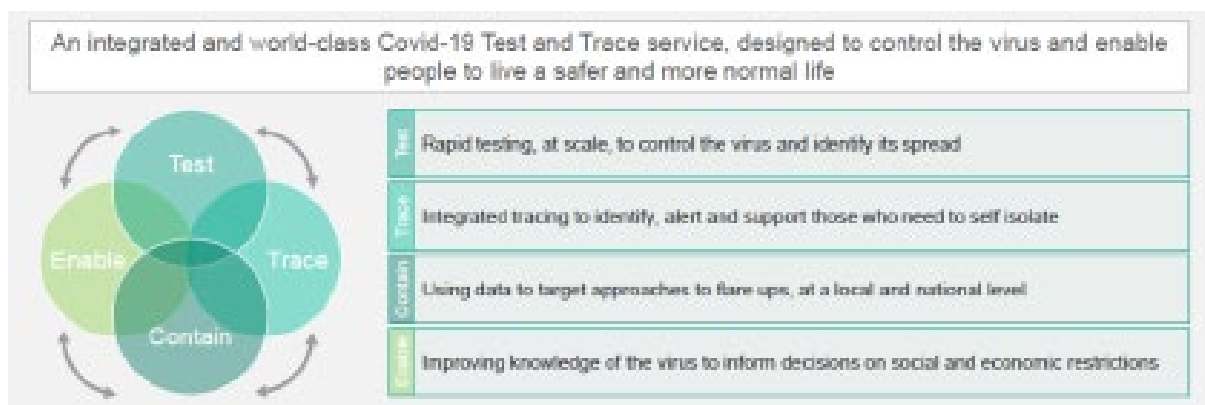 An integrated and world-class Covid-19 Test and Trace service, designed to control the virus and enable
people to live a safer and more normal life
Test
Enable
Trace
Contain
Test
Rapid testing, at scale, to control the virus and identify its spread
Trace
Integrated tracing to identify, alert and support those who need to self isolate
Contain
Using data to target approaches to flare ups, at a local and national level
Enable
Improving knowledge of the virus to inform decisions on social and economic restrictions